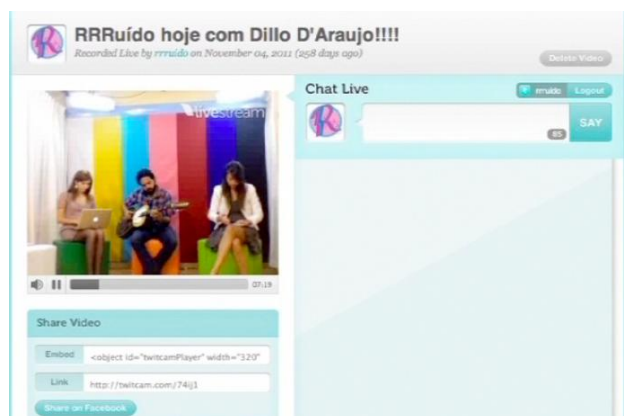 RRRuído hoje com Dillo D'Araujo!!!!
Recorded Live by rrruído on November 04, 2011 (258 days ago)
Delete Video
livestream
07:19
Chat Live
rruido
Logout
85
SAY
Share Video
Embed
<object id="twitcamPlayer" width="320"
Link
http://twitcam.com/74ij1
Share on Facebook